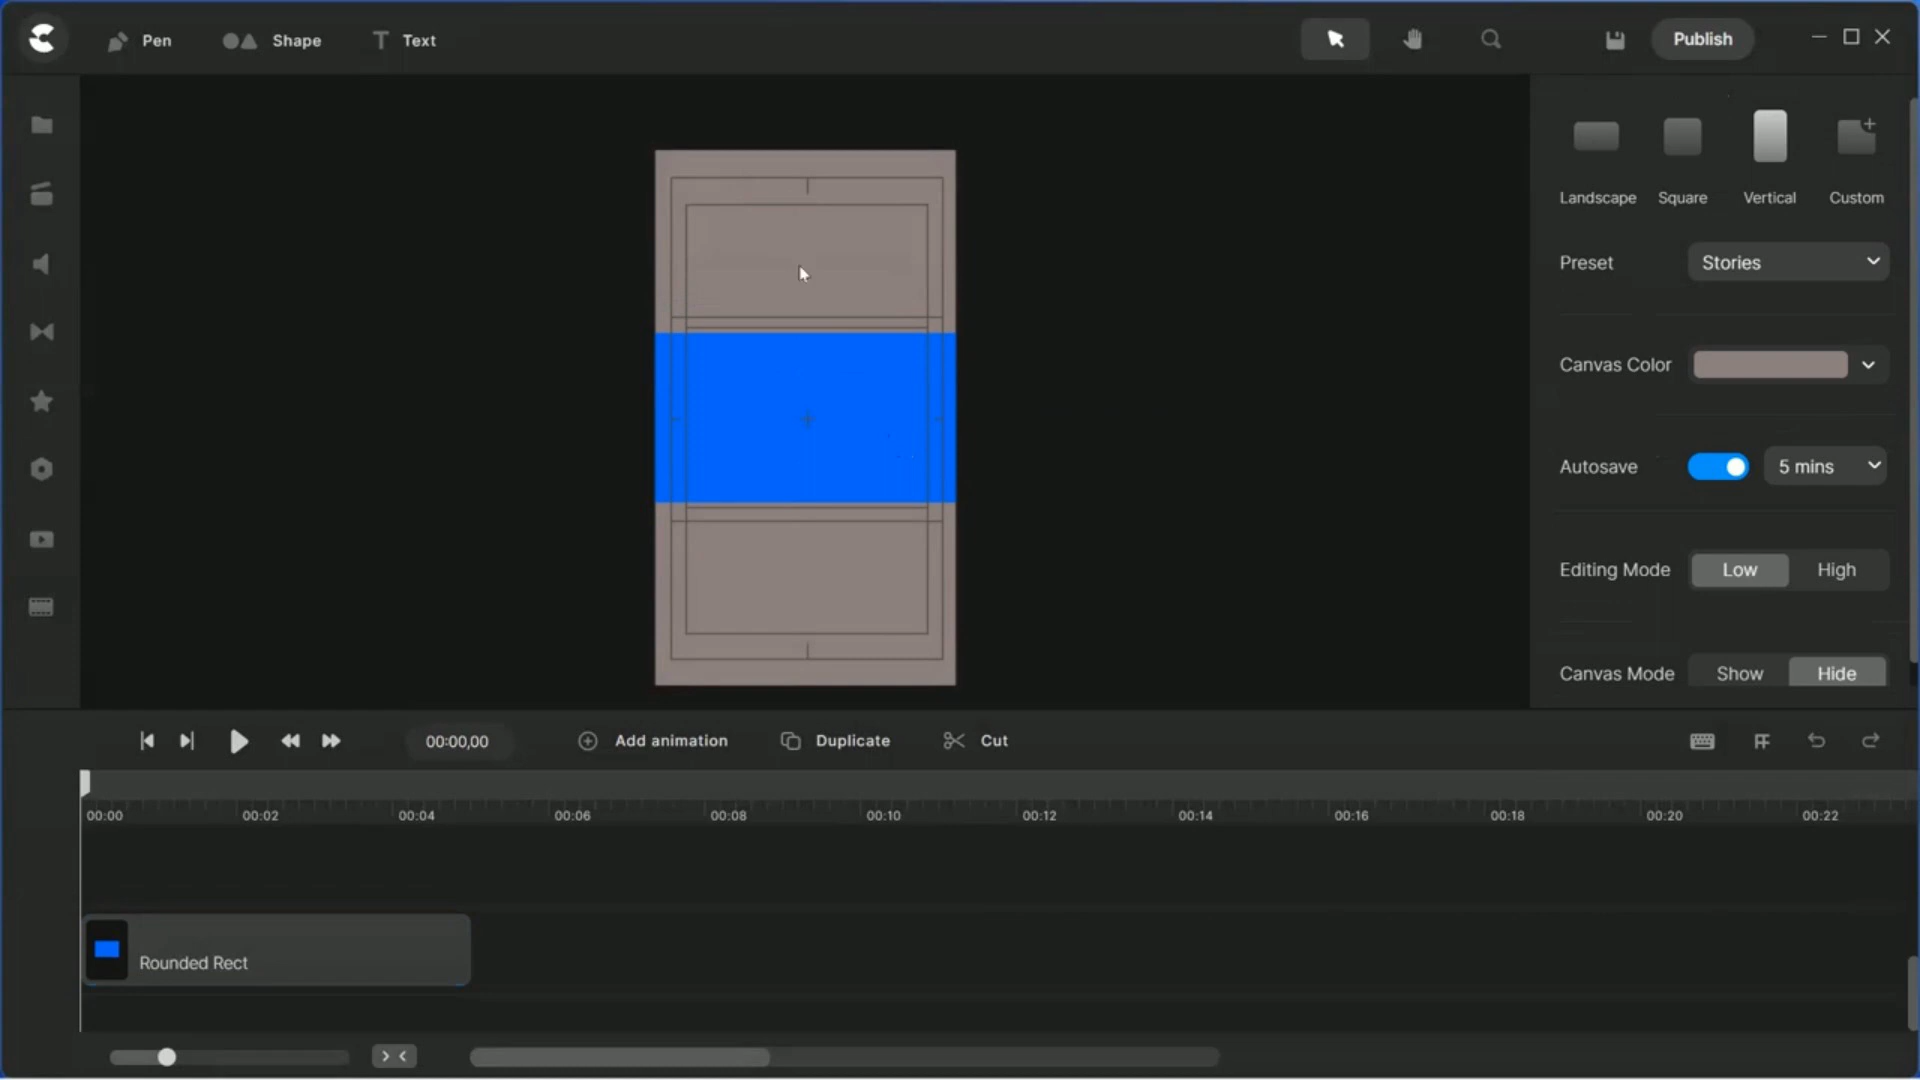 Pen Shape Text Publish
Landscape Square Vertical Custom
Preset Stories
Canvas Color
Autosave 5 mins
Editing Mode Low High
Canvas Mode Show Hide
00:00,00 Add animation Duplicate Cut
00:00 00:02 00:04 00:06 00:08 00:10 00:12 00:14 00:16 00:18 00:20 00:22
Rounded Rect